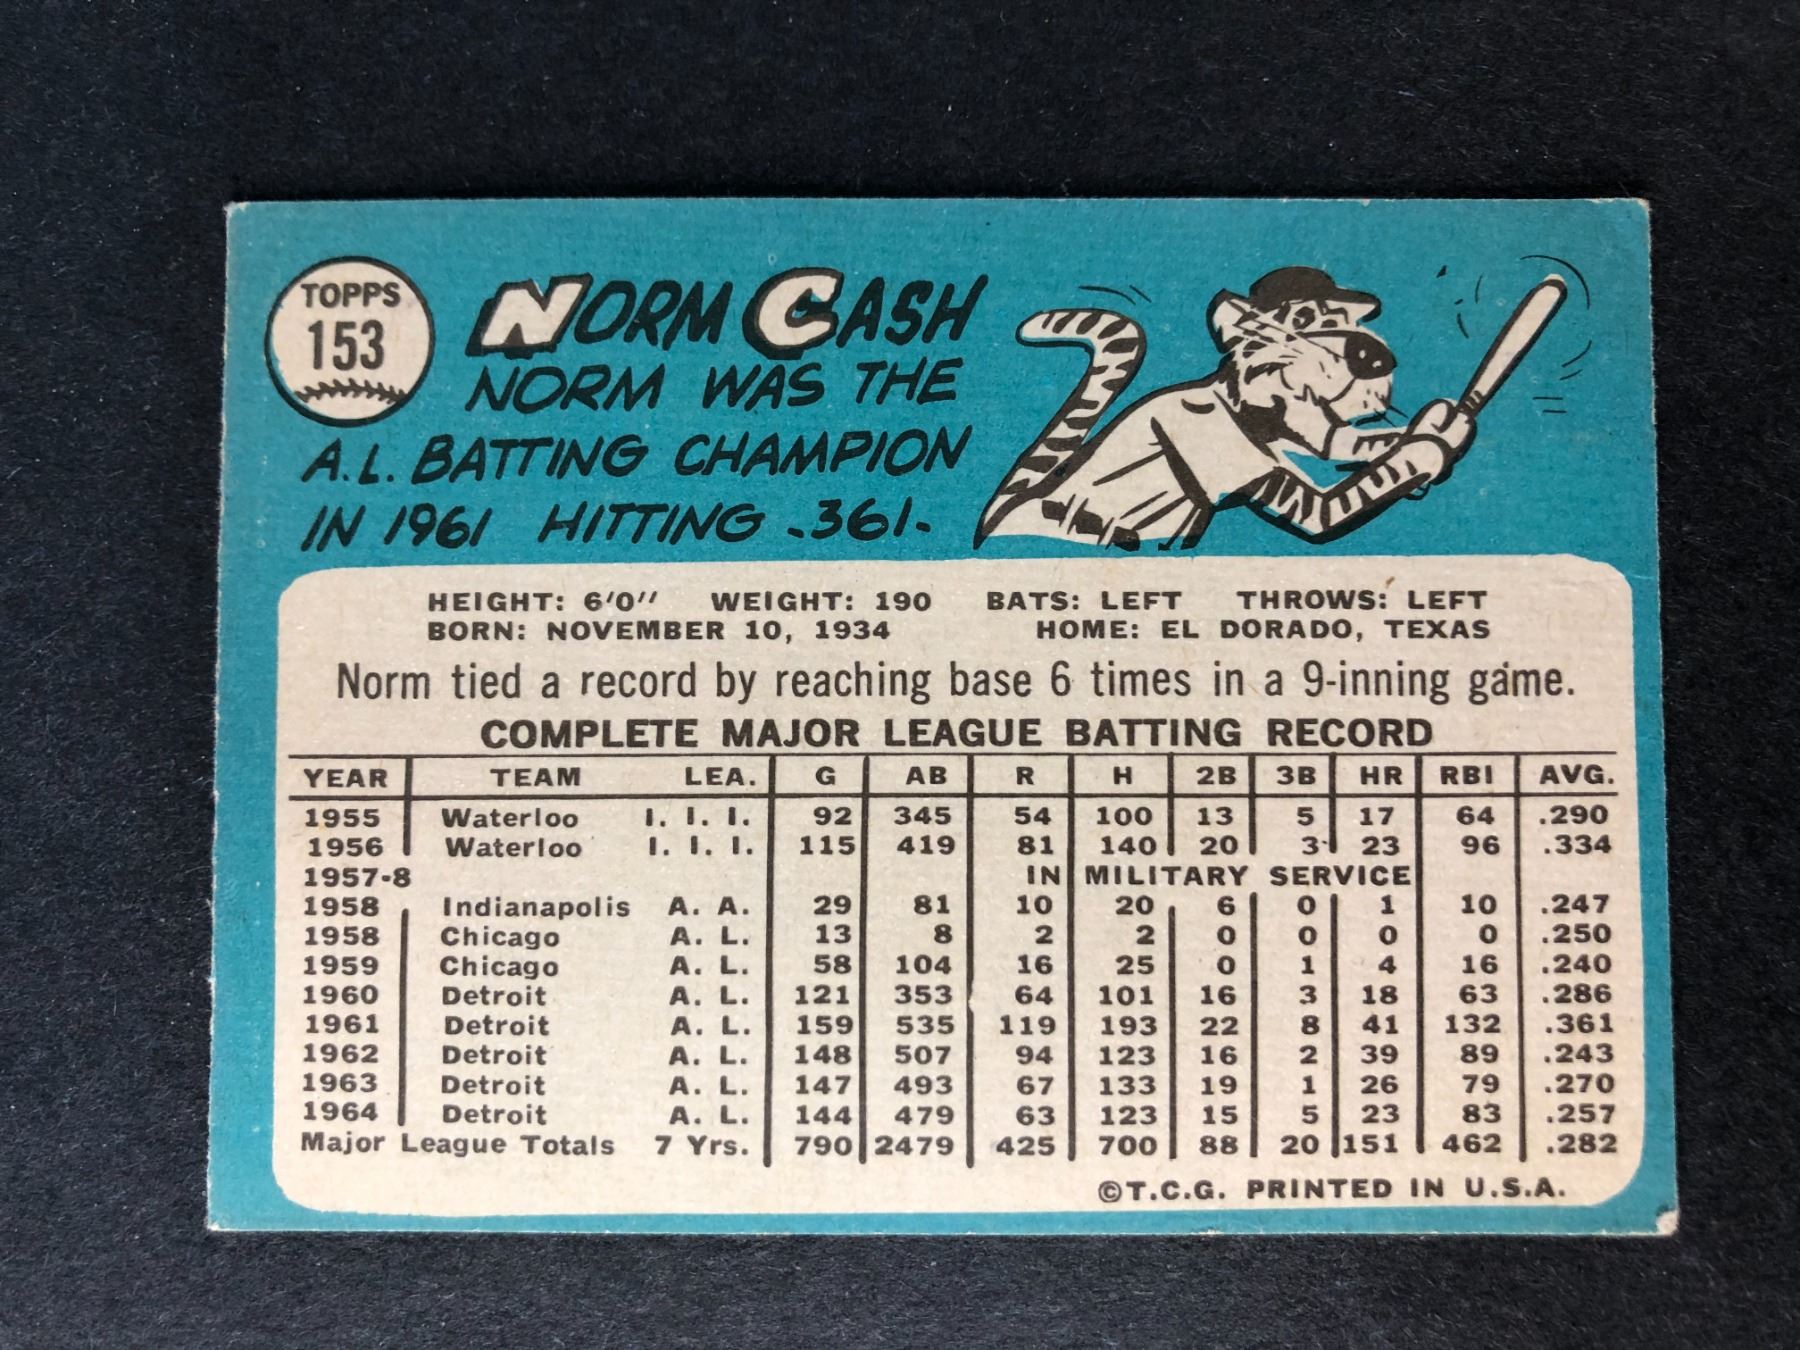 TOPPS
153
NORM CASH
NORM WAS THE
A.L. BATTING CHAMPION
IN 1961 HITTING .361.
HEIGHT: 6'0" WEIGHT: 190 BATS: LEFT THROWS: LEFT
BORN: NOVEMBER 10, 1934 HOME: EL DORADO, TEXAS
Norm tied a record by reaching base 6 times in a 9-inning game.
COMPLETE MAJOR LEAGUE BATTING RECORD
YEAR TEAM LEA. G AB R H 2B 3B HR RBI AVG.
1955 Waterloo I. I. I. 92 345 54 100 13 5 17 64 .290
1956 Waterloo I. I. I. 115 419 81 140 20 3 23 96 .334
1957-8 IN MILITARY SERVICE
1958 Indianapolis A. A. 29 81 10 20 6 0 1 10 .247
1958 Chicago A. L. 13 8 2 2 0 0 0 0 .250
1959 Chicago A. L. 58 104 16 25 0 1 4 16 .240
1960 Detroit A. L. 121 353 64 101 16 3 18 63 .286
1961 Detroit A. L. 159 535 119 193 22 8 41 132 .361
1962 Detroit A. L. 148 507 94 123 16 2 39 89 .243
1963 Detroit A. L. 147 493 67 133 19 1 26 79 .270
1964 Detroit A. L. 144 479 63 123 15 5 23 83 .257
Major League Totals 7 Yrs. 790 2479 425 700 88 20 151 462 .282
©T.C.G. PRINTED IN U.S.A.